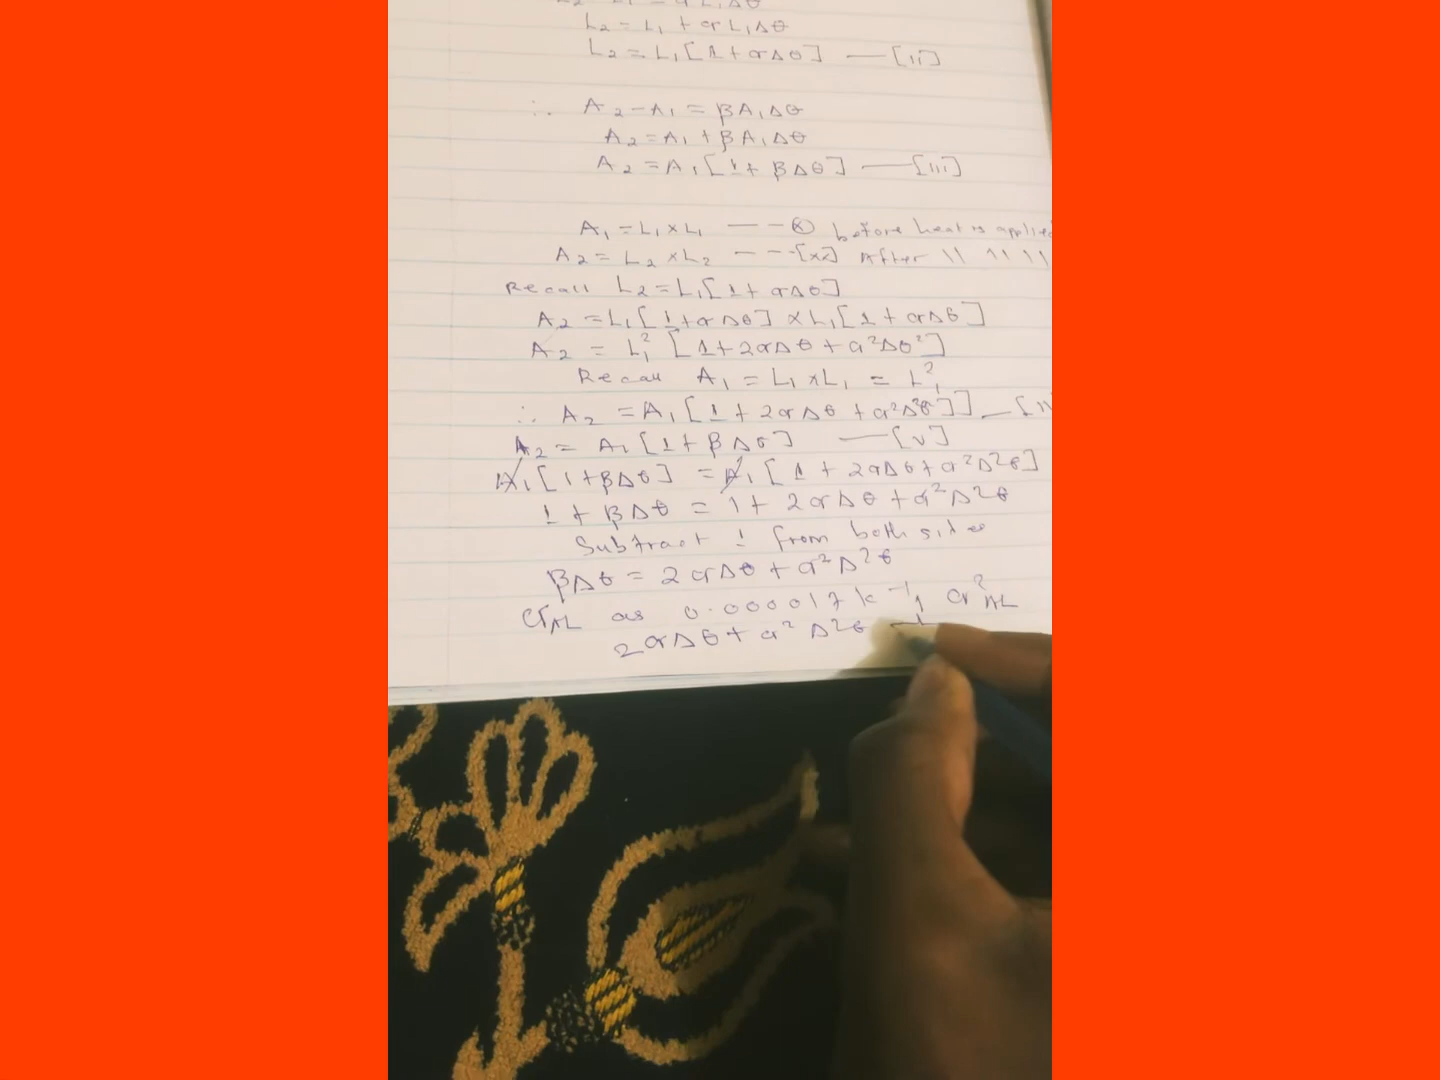 L₂ = L₁ + αL₁Δθ
L₂ = L₁[1 + αΔθ] — [ii]
∴ A₂ - A₁ = βA₁Δθ
A₂ = A₁ + βA₁Δθ
A₂ = A₁[1 + βΔθ] — [iii]
A₁ = L₁ × L₁ — - (x) before heat is applied
A₂ = L₂ × L₂ - - - [xx] After \\ \\ \\
Recall L₂ = L₁[1 + αΔθ]
A₂ = L₁[1 + αΔθ] × L₁[1 + αΔθ]
A₂ = L₁² [1 + 2αΔθ + α²Δθ²]
Recall A₁ = L₁ × L₁ = L₁²
∴ A₂ = A₁[1 + 2αΔθ + α²Δ²θ]] —
A₂ = A₁[1 + βΔθ] — [v]
A₁[1 + βΔθ] = A₁[1 + 2αΔθ + α²Δ²θ]
1 + βΔθ = 1 + 2αΔθ + α²Δ²θ
Subtract 1 from both sides
βΔθ = 2αΔθ + α²Δ²θ
α_AL as 0.000017 k⁻¹, α²_AL
2αΔθ + α²Δ²θ